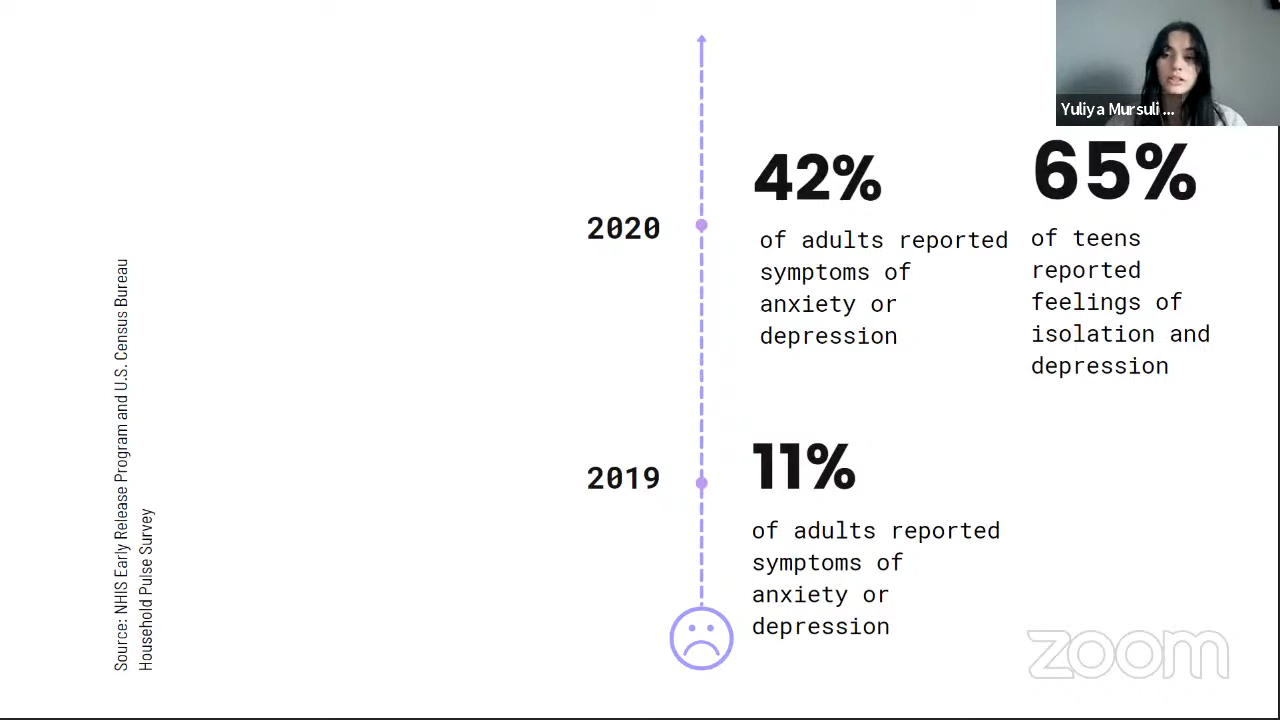 Yuliya Mursuli ...
2020
42%
of adults reported
symptoms of
anxiety or
depression
65%
of teens
reported
feelings of
isolation and
depression
2019
11%
of adults reported
symptoms of
anxiety or
depression
Source: NHIS Early Release Program and U.S. Census Bureau
Household Pulse Survey
zoom